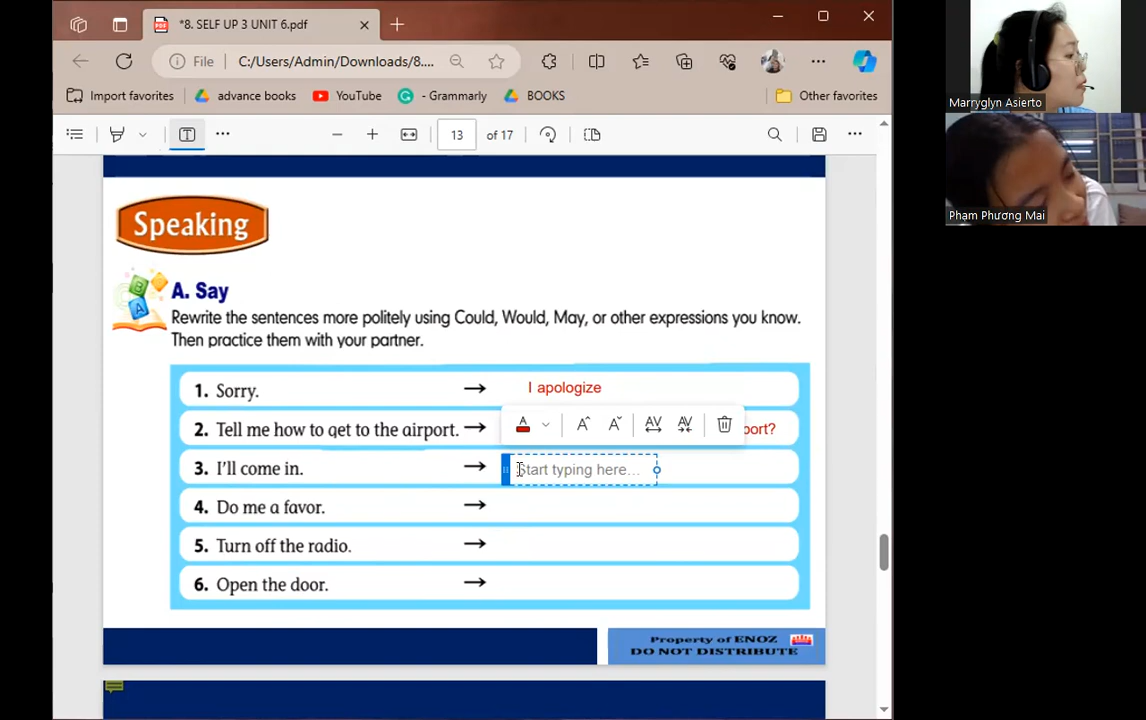 *8. SELF UP 3 UNIT 6.pdf
File C:/Users/Admin/Downloads/8....
Import favorites advance books YouTube - Grammarly BOOKS Other favorites
13 of 17
Marryglyn Asierto
Phạm Phương Mai
Speaking
A. Say
Rewrite the sentences more politely using Could, Would, May, or other expressions you know.
Then practice them with your partner.
1. Sorry. → I apologize
2. Tell me how to get to the airport. → port?
3. I'll come in. → Start typing here...
4. Do me a favor. →
5. Turn off the radio. →
6. Open the door. →
Property of ENOZ
DO NOT DISTRIBUTE